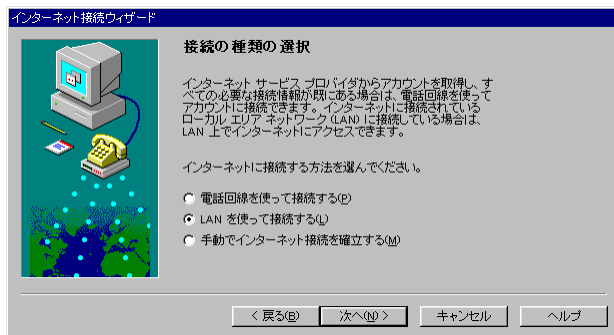 インターネット接続ウィザード
接続の種類の選択
インターネット サービス プロバイダからアカウントを取得し、す
べての必要な接続情報が既にある場合は、電話回線を使って
アカウントに接続できます。インターネットに接続されている
ローカル エリア ネットワーク (LAN) に接続している場合は、
LAN 上でインターネットにアクセスできます。
インターネットに接続する方法を選んでください。
電話回線を使って接続する(P)
LAN を使って接続する(L)
手動でインターネット接続を確立する(M)
< 戻る(B)
次へ(N) >
キャンセル
ヘルプ